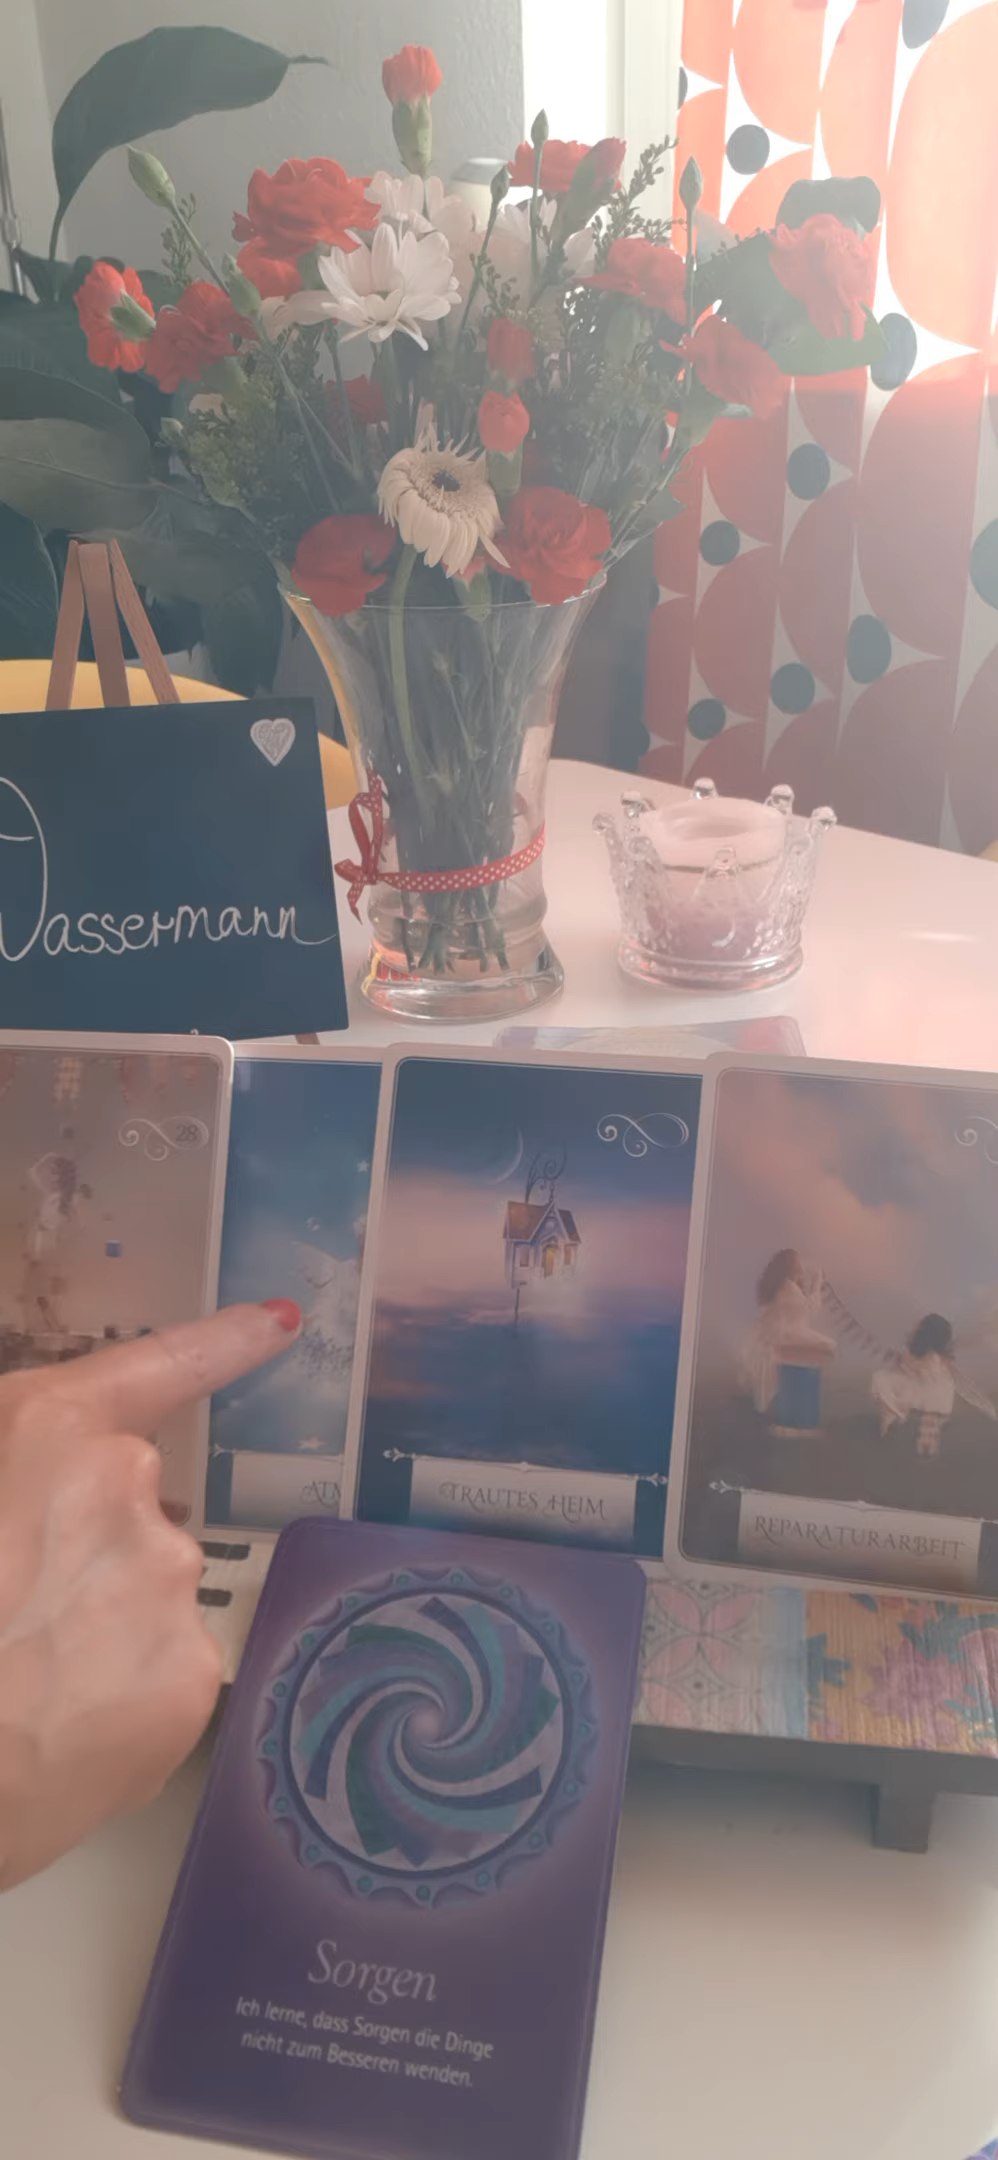 Wassermann
28
TRAUTES HEIM
REPARATURARBEIT
Sorgen
Ich lerne, dass Sorgen die Dinge
nicht zum Besseren wenden.